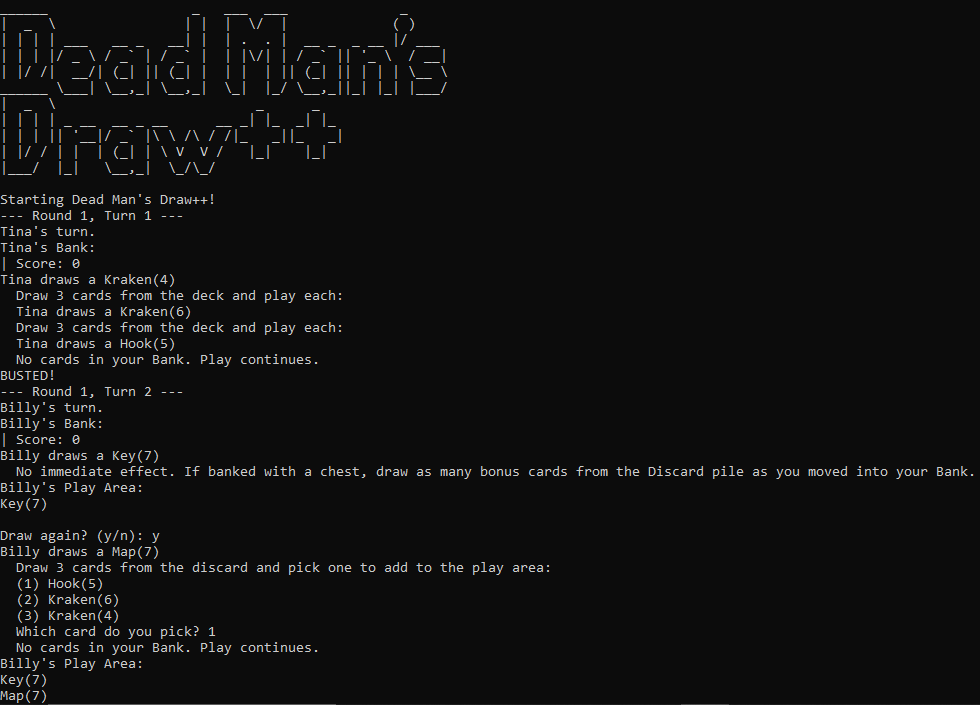 Dead Man's
Draw++
Starting Dead Man's Draw++!
--- Round 1, Turn 1 ---
Tina's turn.
Tina's Bank:
| Score: 0
Tina draws a Kraken(4)
Draw 3 cards from the deck and play each:
Tina draws a Kraken(6)
Draw 3 cards from the deck and play each:
Tina draws a Hook(5)
No cards in your Bank. Play continues.
BUSTED!
--- Round 1, Turn 2 ---
Billy's turn.
Billy's Bank:
| Score: 0
Billy draws a Key(7)
No immediate effect. If banked with a chest, draw as many bonus cards from the Discard pile as you moved into your Bank.
Billy's Play Area:
Key(7)
Draw again? (y/n): y
Billy draws a Map(7)
Draw 3 cards from the discard and pick one to add to the play area:
(1) Hook(5)
(2) Kraken(6)
(3) Kraken(4)
Which card do you pick? 1
No cards in your Bank. Play continues.
Billy's Play Area:
Key(7)
Map(7)